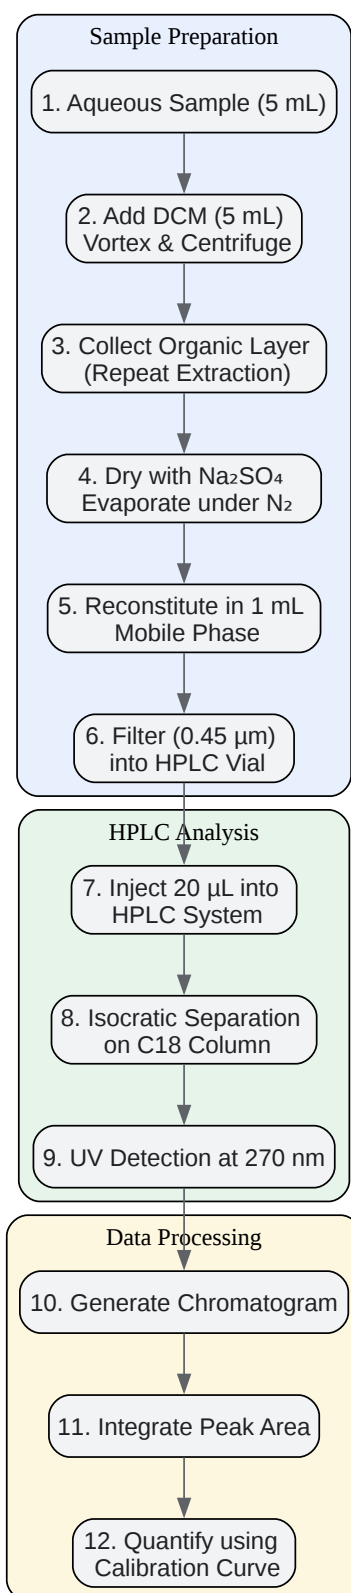 Sample Preparation
1. Aqueous Sample (5 mL)
2. Add DCM (5 mL)
Vortex & Centrifuge
3. Collect Organic Layer
(Repeat Extraction)
4. Dry with Na₂SO₄
Evaporate under N₂
5. Reconstitute in 1 mL
Mobile Phase
6. Filter (0.45 µm)
into HPLC Vial
HPLC Analysis
7. Inject 20 µL into
HPLC System
8. Isocratic Separation
on C18 Column
9. UV Detection at 270 nm
Data Processing
10. Generate Chromatogram
11. Integrate Peak Area
12. Quantify using
Calibration Curve